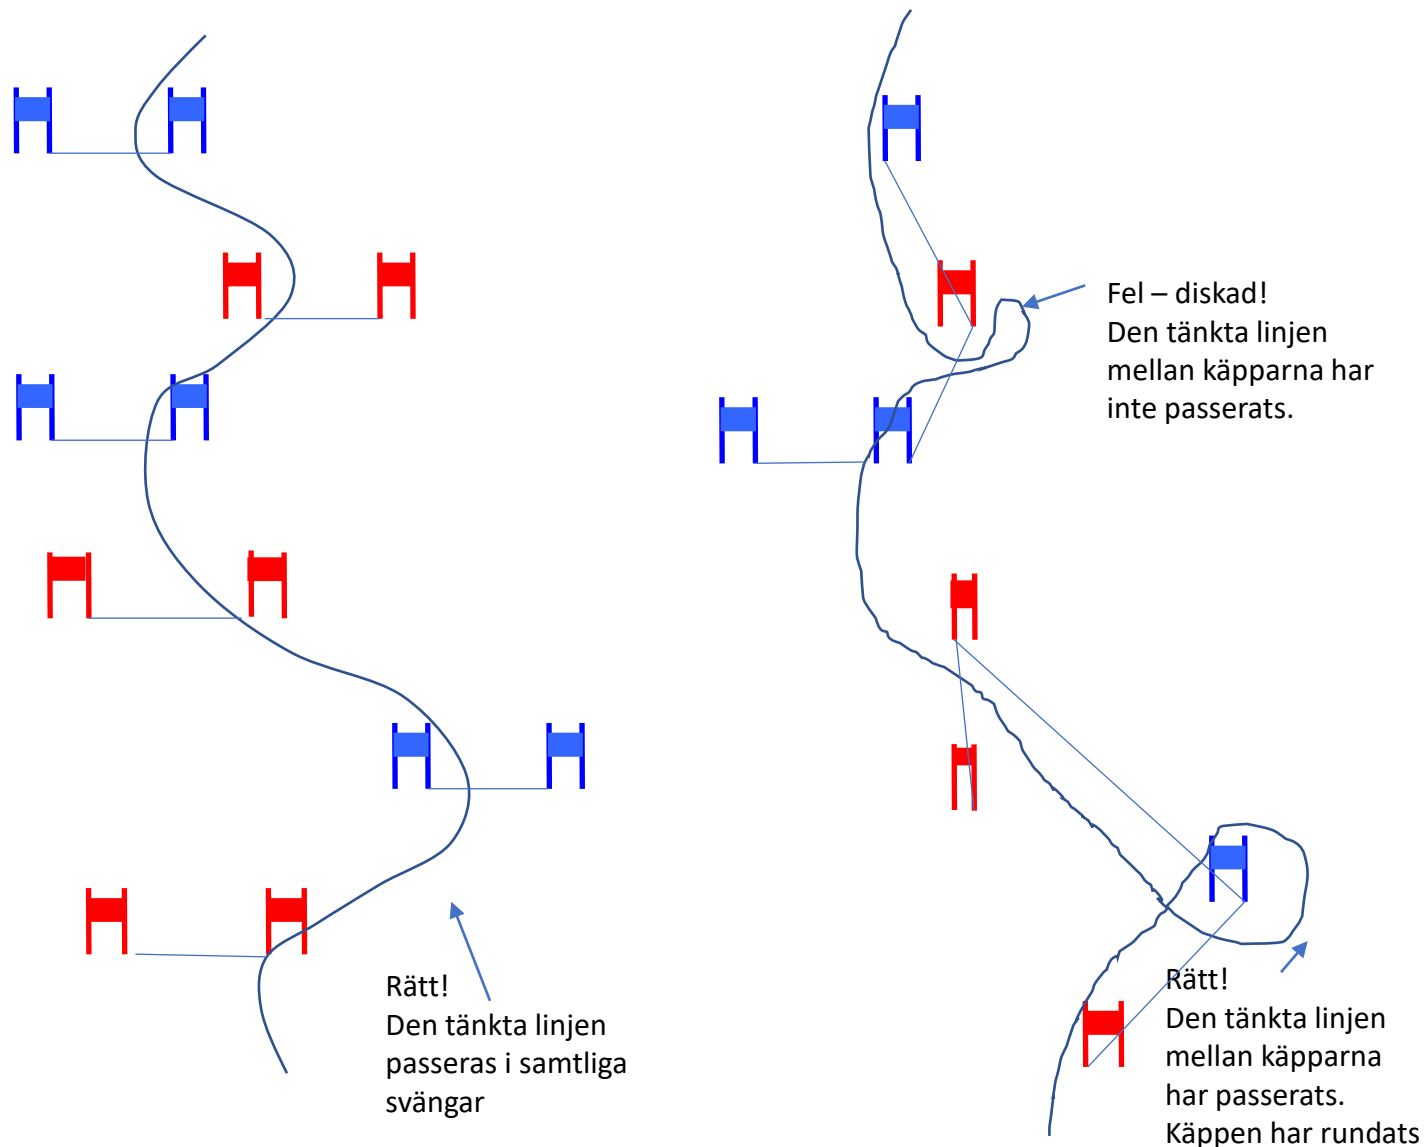 Fel – diskad!
Den tänkta linjen
mellan käpparna har
inte passerats.
Rätt!
Den tänkta linjen
passeras i samtliga
svängar
Rätt!
Den tänkta linjen
mellan käpparna
har passerats.
Käppen har rundats